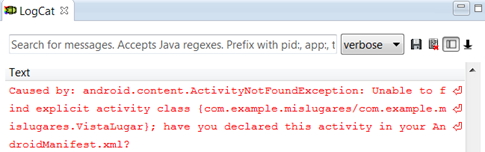 LogCat
Search for messages. Accepts Java regexes. Prefix with pid:, app:, t
verbose
Text
Caused by: android.content.ActivityNotFoundException: Unable to f
ind explicit activity class {com.example.mislugares/com.example.m
islugares.VistaLugar}; have you declared this activity in your An
droidManifest.xml?